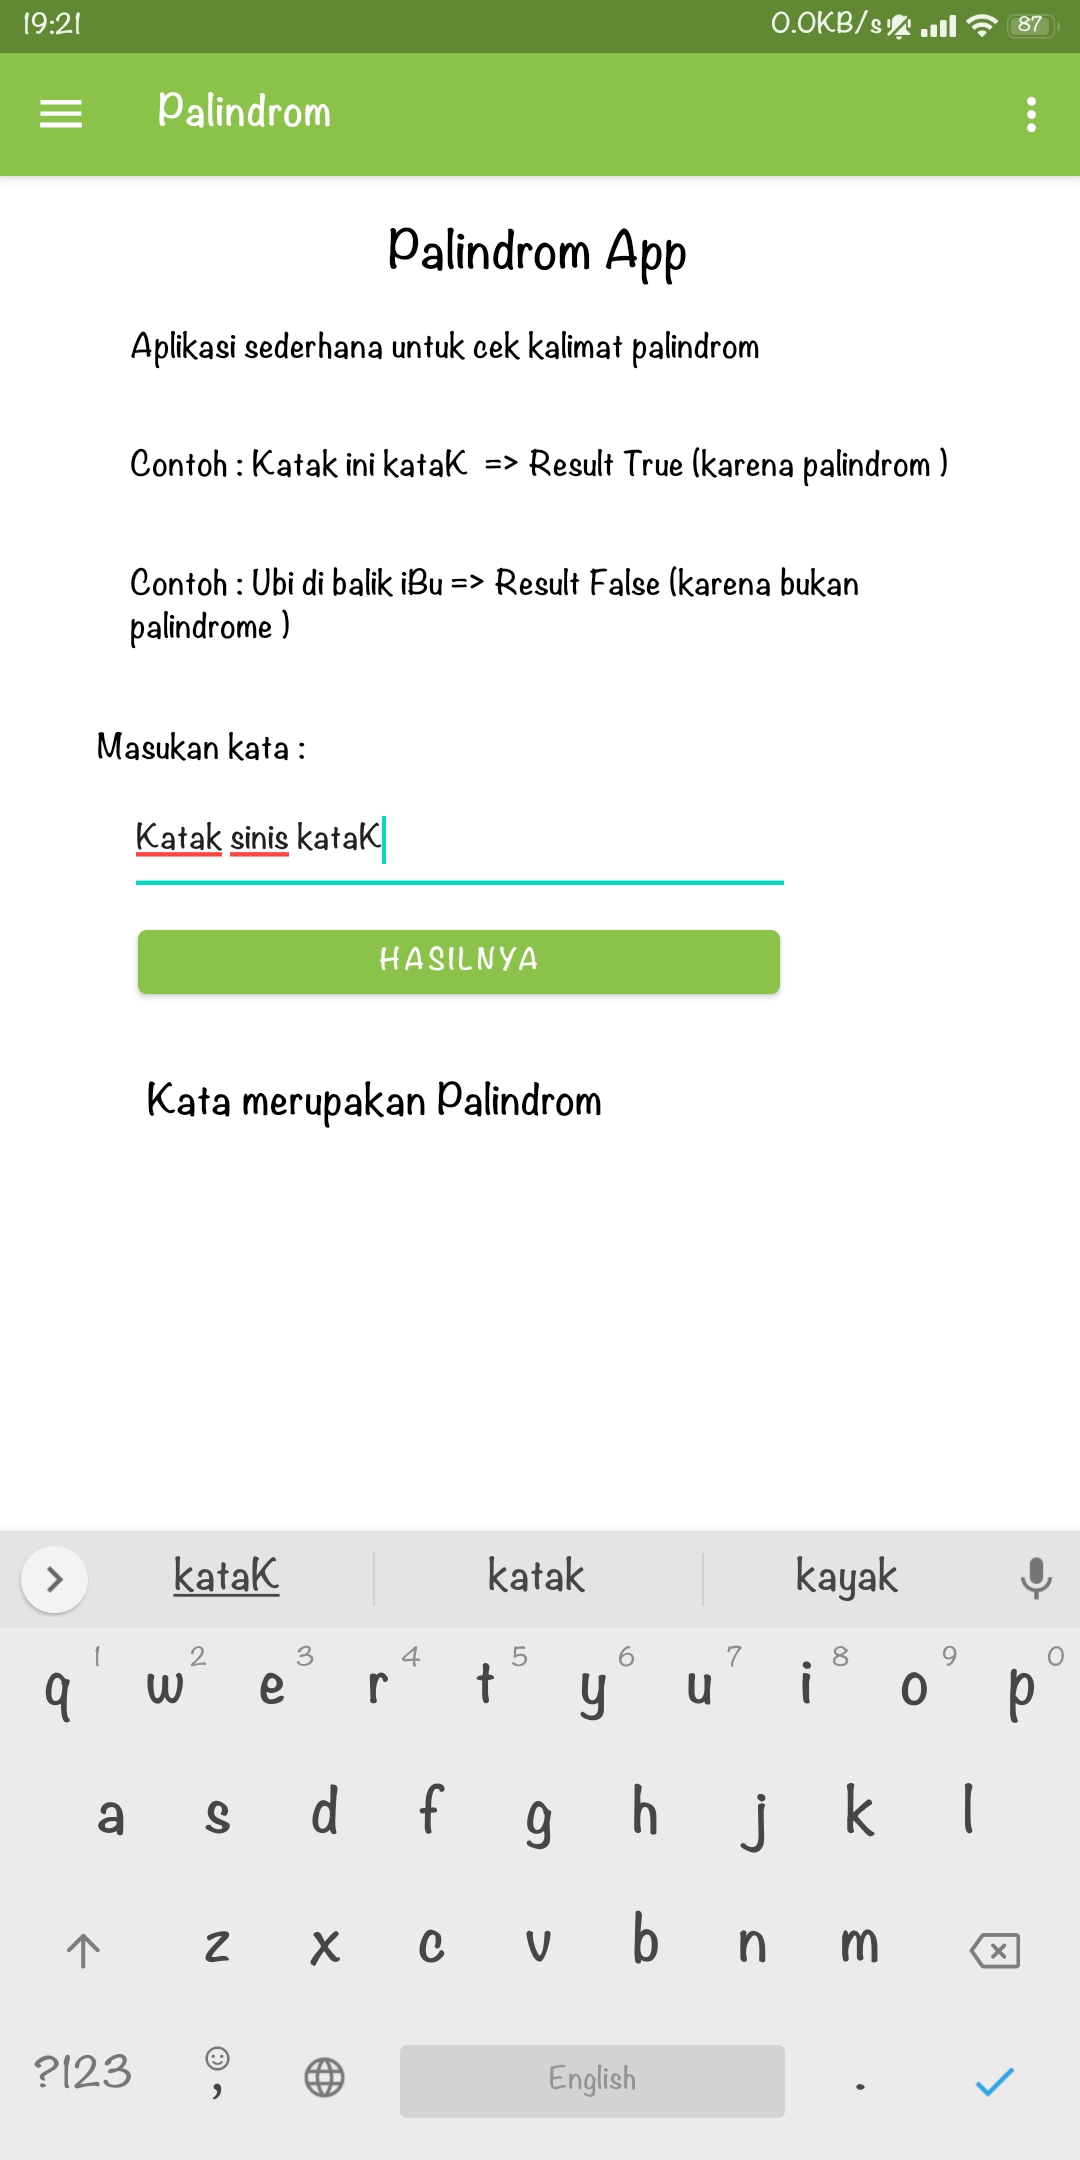 19:21 0.0KB/s 87
Palindrom
Palindrom App
Aplikasi sederhana untuk cek kalimat palindrom
Contoh : Katak ini kataK => Result True (karena palindrom )
Contoh : Ubi di balik iBu => Result False (karena bukan
palindrome )
Masukan kata :
Katak sinis kataK
HASILNYA
Kata merupakan Palindrom
kataK katak kayak
1 2 3 4 5 6 7 8 9 0
q w e r t y u i o p
a s d f g h j k l
z x c v b n m
?123 , English .